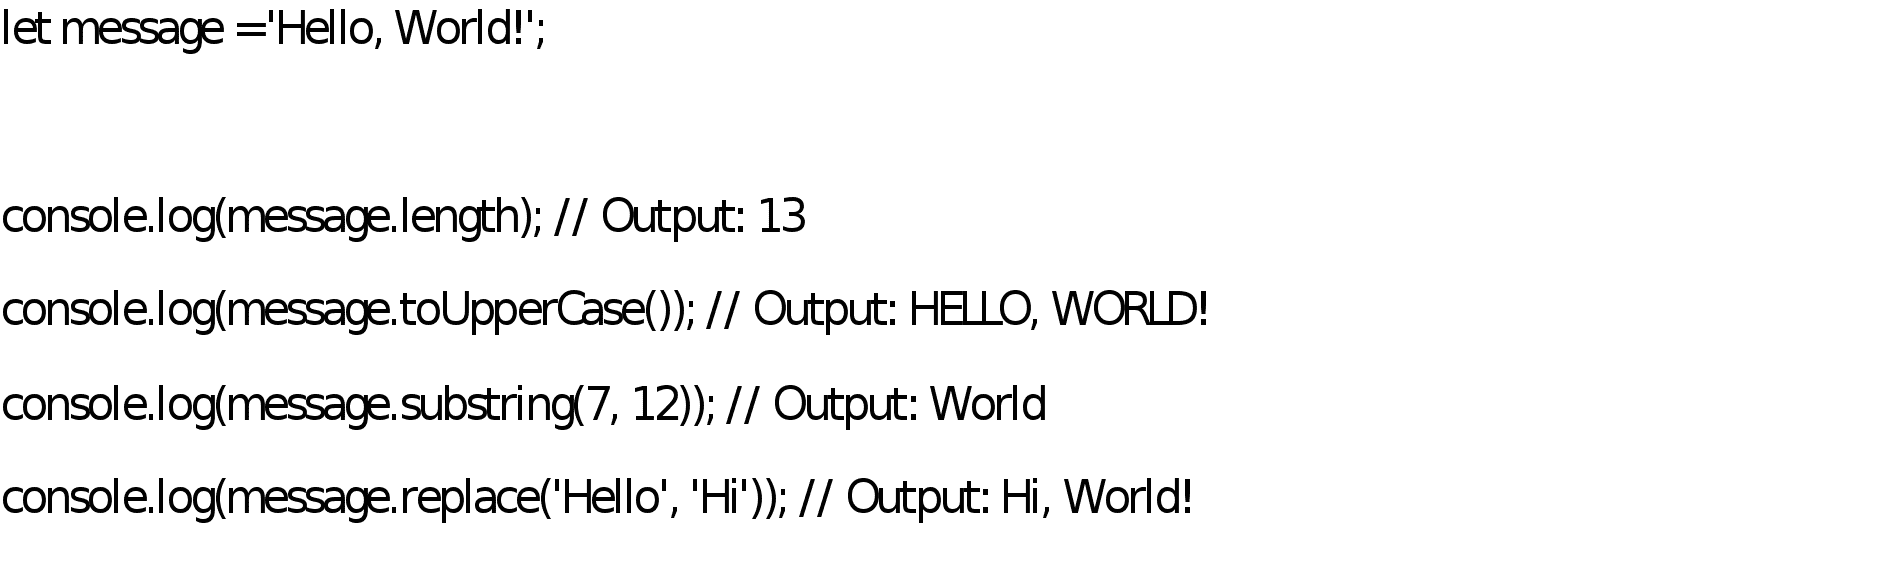 let message ='Hello, World!';
console.log(message.length); // Output: 13
console.log(message.toUpperCase()); // Output: HELLO, WORLD!
console.log(message.substring(7, 12)); // Output: World
console.log(message.replace('Hello', 'Hi')); // Output: Hi, World!